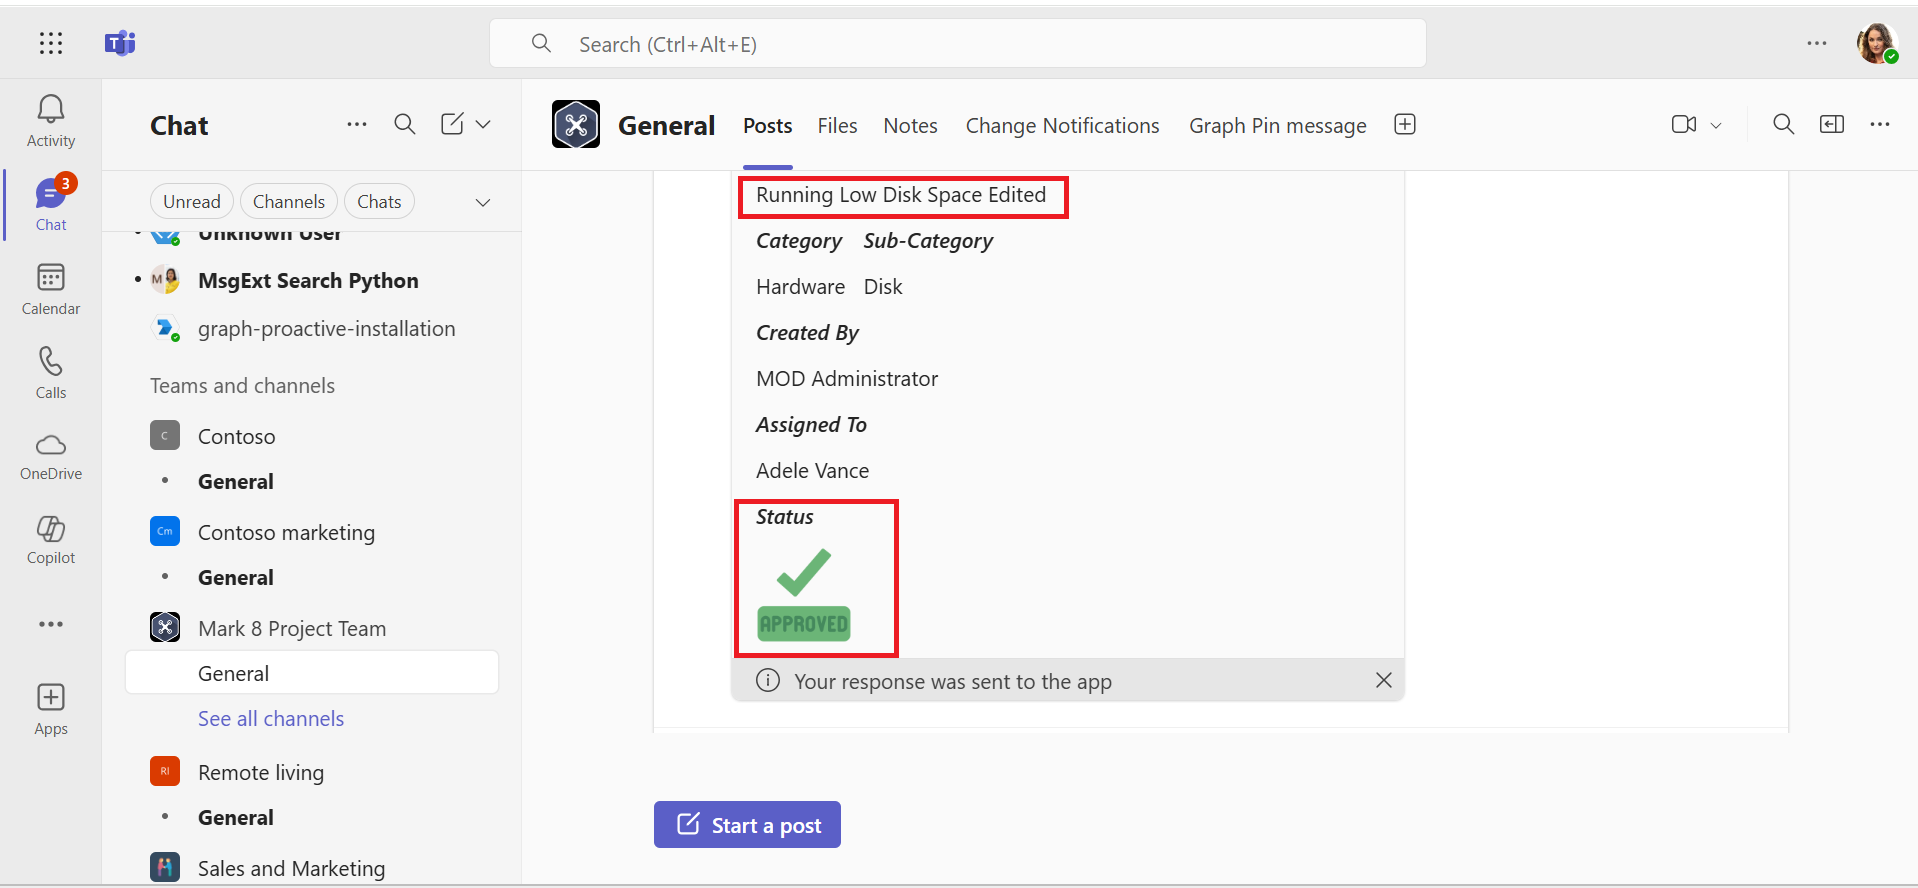 Search (Ctrl+Alt+E)
Activity
3
Chat
Calendar
Calls
OneDrive
Copilot
Apps
Chat
Unread Channels Chats
Unknown User
M
MsgExt Search Python
graph-proactive-installation
Teams and channels
C
Contoso
General
Cm
Contoso marketing
General
Mark 8 Project Team
General
See all channels
RI
Remote living
General
Sales and Marketing
General Posts Files Notes Change Notifications Graph Pin message
Running Low Disk Space Edited
Category Sub-Category
Hardware Disk
Created By
MOD Administrator
Assigned To
Adele Vance
Status
APPROVED
Your response was sent to the app
Start a post